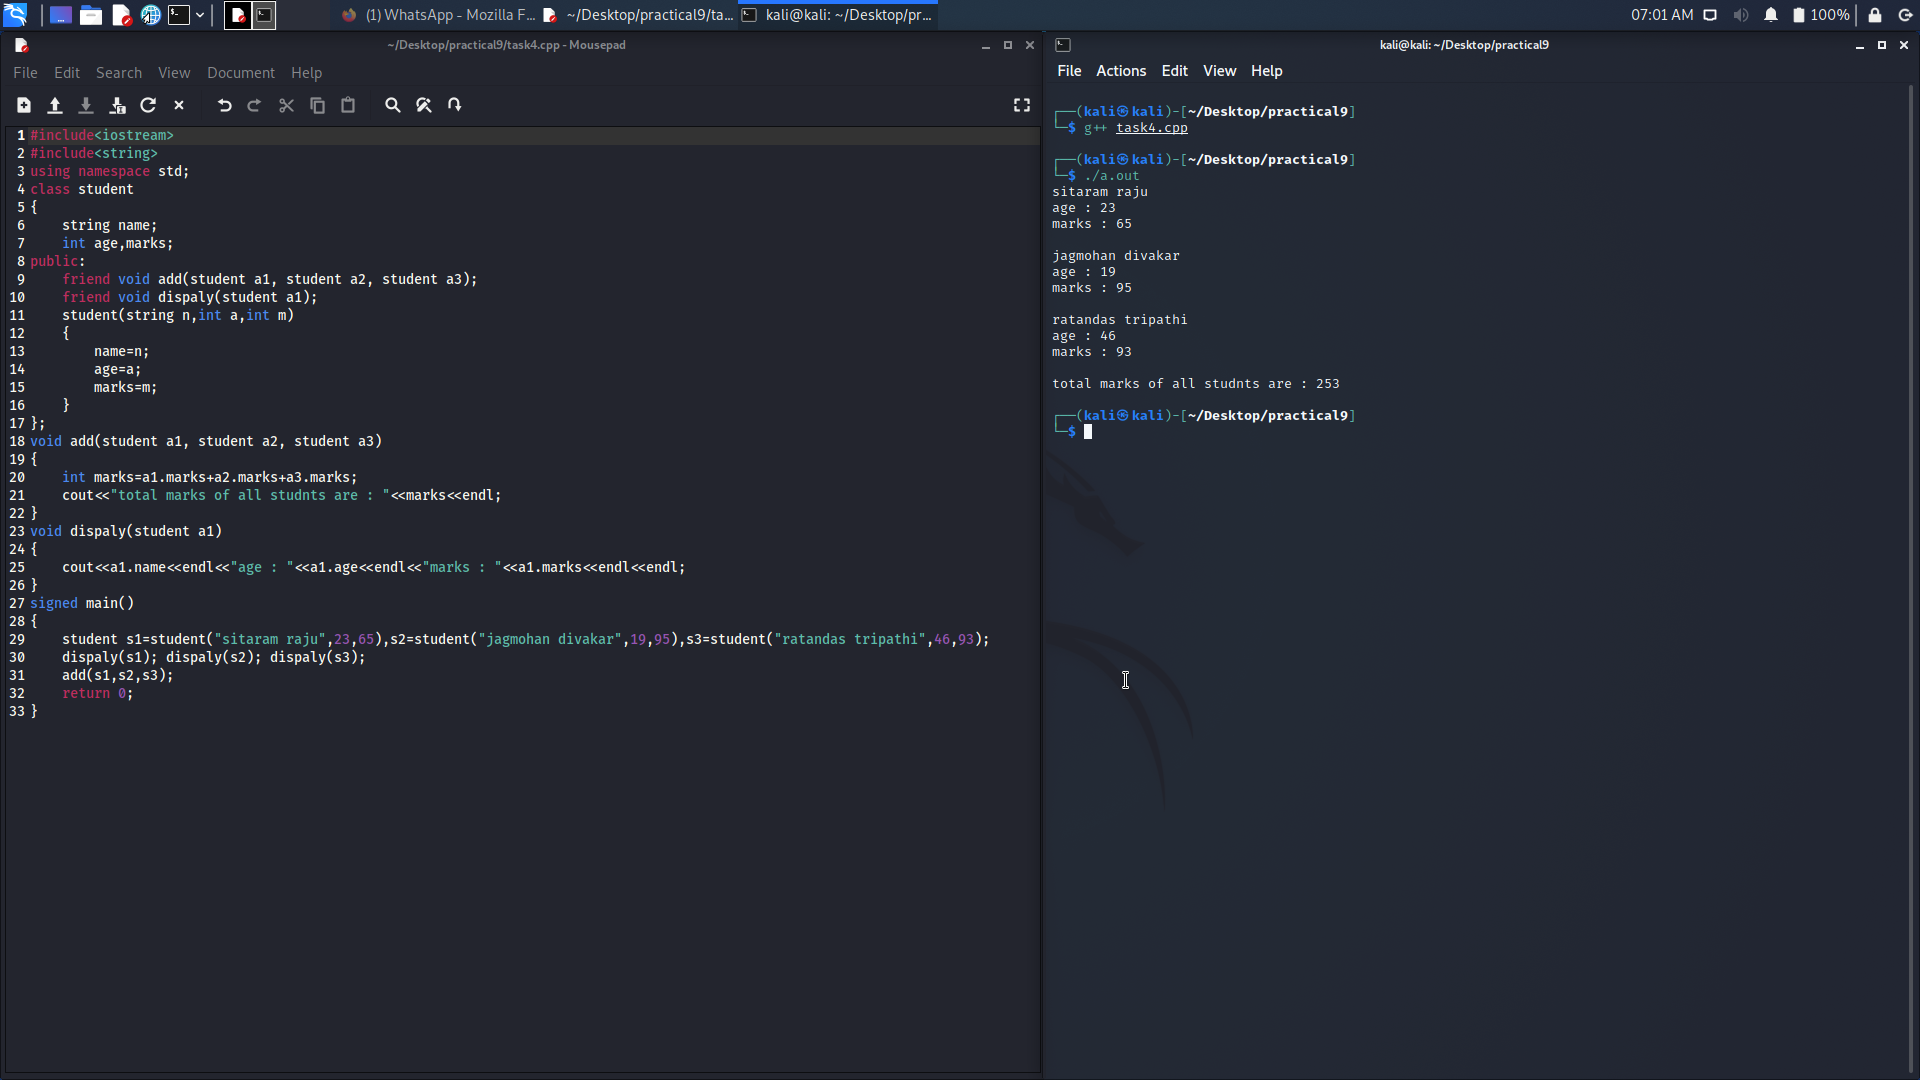 (1) WhatsApp - Mozilla F...
~/Desktop/practical9/ta...
kali@kali: ~/Desktop/pr...
07:01 AM
100%
~/Desktop/practical9/task4.cpp - Mousepad
File Edit Search View Document Help
1 #include<iostream>
2 #include<string>
3 using namespace std;
4 class student
5 {
6     string name;
7     int age,marks;
8 public:
9     friend void add(student a1, student a2, student a3);
10     friend void dispaly(student a1);
11     student(string n,int a,int m)
12     {
13         name=n;
14         age=a;
15         marks=m;
16     }
17 };
18 void add(student a1, student a2, student a3)
19 {
20     int marks=a1.marks+a2.marks+a3.marks;
21     cout<<"total marks of all studnts are : "<<marks<<endl;
22 }
23 void dispaly(student a1)
24 {
25     cout<<a1.name<<endl<<"age : "<<a1.age<<endl<<"marks : "<<a1.marks<<endl<<endl;
26 }
27 signed main()
28 {
29     student s1=student("sitaram raju",23,65),s2=student("jagmohan divakar",19,95),s3=student("ratandas tripathi",46,93);
30     dispaly(s1); dispaly(s2); dispaly(s3);
31     add(s1,s2,s3);
32     return 0;
33 }
kali@kali: ~/Desktop/practical9
File Actions Edit View Help
┌──(kali㉿kali)-[~/Desktop/practical9]
└─$ g++ task4.cpp
┌──(kali㉿kali)-[~/Desktop/practical9]
└─$ ./a.out
sitaram raju
age : 23
marks : 65
jagmohan divakar
age : 19
marks : 95
ratandas tripathi
age : 46
marks : 93
total marks of all studnts are : 253
┌──(kali㉿kali)-[~/Desktop/practical9]
└─$